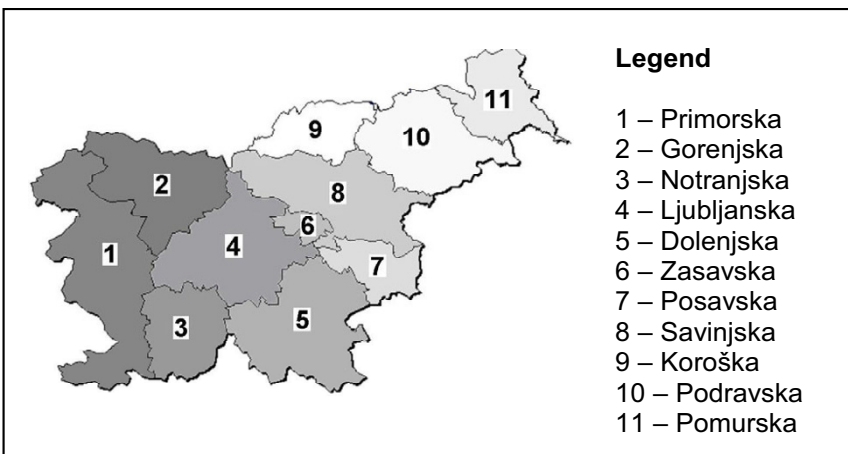 Legend
1 – Primorska
2 – Gorenjska
3 – Notranjska
4 – Ljubljanska
5 – Dolenjska
6 – Zasavska
7 – Posavska
8 – Savinjska
9 – Koroška
10 – Podravska
11 – Pomurska
11
9
10
2
8
6
4
1
7
5
3